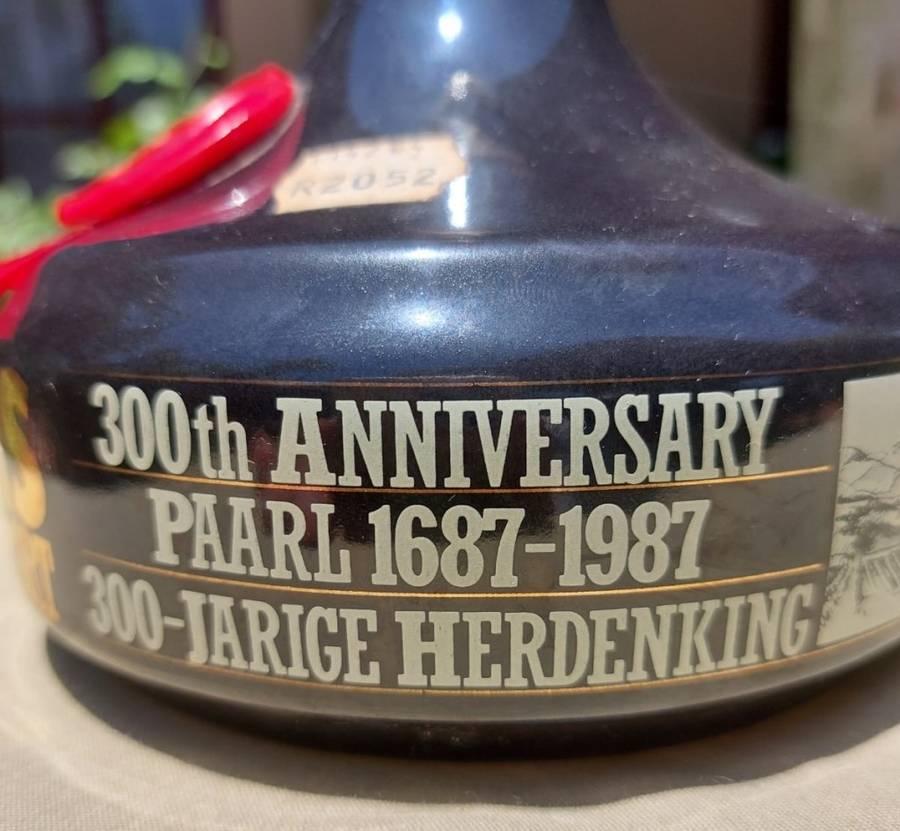 R2052
300th ANNIVERSARY
PAARL 1687-1987
300-JARIGE HERDENKING